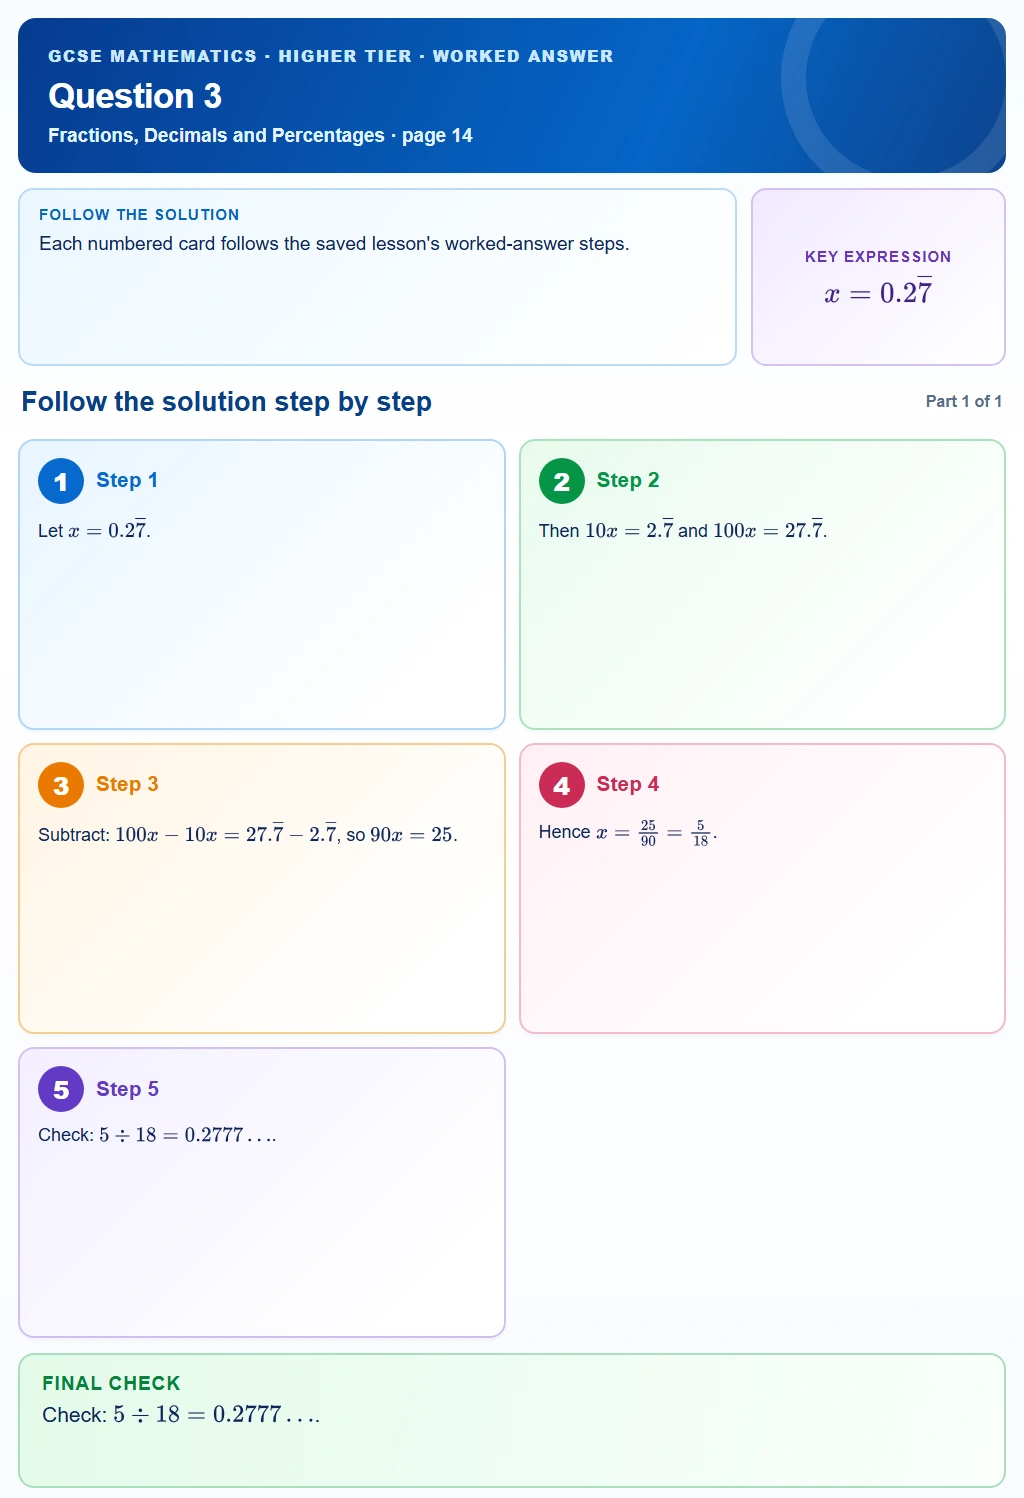 GCSE MATHEMATICS · HIGHER TIER · WORKED ANSWER
Question 3
Fractions, Decimals and Percentages · page 14
FOLLOW THE SOLUTION
Each numbered card follows the saved lesson's worked-answer steps.
KEY EXPRESSION
x = 0.27̅
Follow the solution step by step
Part 1 of 1
1 Step 1
Let x = 0.27̅.
2 Step 2
Then 10x = 2.7̅ and 100x = 27.7̅.
3 Step 3
Subtract: 100x − 10x = 27.7̅ − 2.7̅, so 90x = 25.
4 Step 4
Hence x = 25/90 = 5/18.
5 Step 5
Check: 5 ÷ 18 = 0.2777….
FINAL CHECK
Check: 5 ÷ 18 = 0.2777….